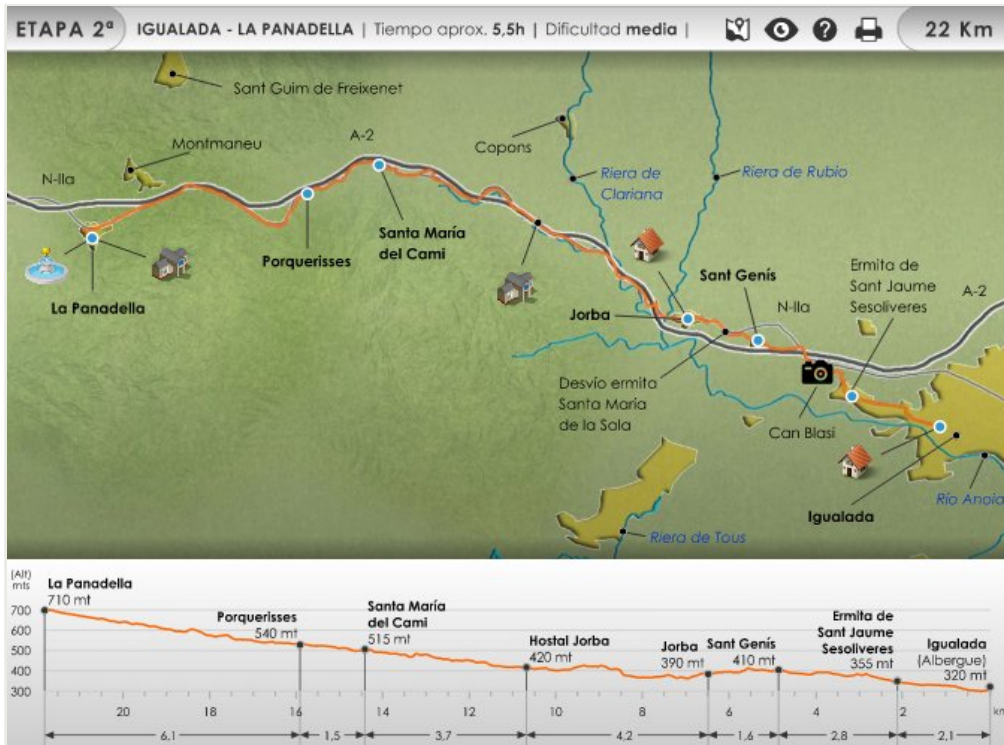 ETAPA 2ª
IGUALADA - LA PANADELLA | Tiempo aprox. 5,5h | Dificultad media |
22 Km
Sant Guim de Freixenet
Montmaneu
A-2
N-IIa
Copons
Riera de
Clariana
Riera de Rubio
Santa María
del Cami
Porquerisses
La Panadella
Sant Genís
Ermita de
Sant Jaume
Sesoliveres
A-2
N-IIa
Jorba
Desvío ermita
Santa María
de la Sala
Can Blasi
Igualada
Río Anoia
Riera de Tous
(Alt)
mts
700
600
500
400
300
La Panadella
710 mt
Porquerisses
540 mt
Santa María
del Cami
515 mt
Hostal Jorba
420 mt
Jorba
390 mt
Sant Genís
410 mt
Ermita de
Sant Jaume
Sesoliveres
355 mt
Igualada
(Albergue)
320 mt
20 18 16 14 12 10 8 6 4 2 km
6,1 1,5 3,7 4,2 1,6 2,8 2,1